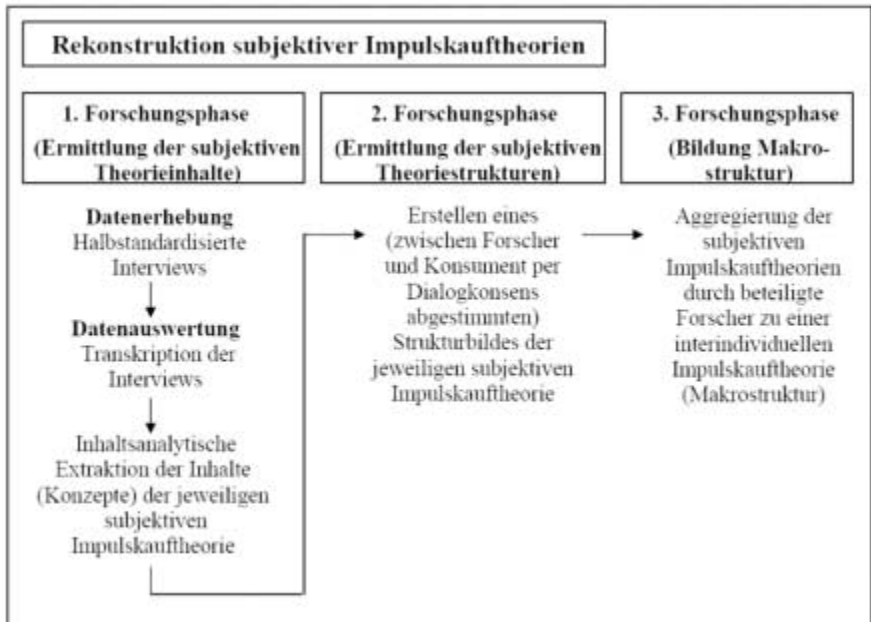 Rekonstruktion subjektiver Impulskauftheorien
1. Forschungsphase
(Ermittlung der subjektiven
Theorieinhalte)
Datenerhebung
Halbstandardisierte
Interviews
Datenauswertung
Transkription der
Interviews
Inhaltsanalytische
Extraktion der Inhalte
(Konzepte) der jeweiligen
subjektiven
Impulskauftheorie
2. Forschungsphase
(Ermittlung der subjektiven
Theoriestrukturen)
Erstellen eines
(zwischen Forscher
und Konsument per
Dialogkonsens
abgestimmten)
Strukturbildes der
jeweiligen subjektiven
Impulskauftheorie
3. Forschungsphase
(Bildung Makro-
struktur)
Aggregierung der
subjektiven
Impulskauftheorien
durch beteiligte
Forscher zu einer
interindividuellen
Impulskauftheorie
(Makrostruktur)